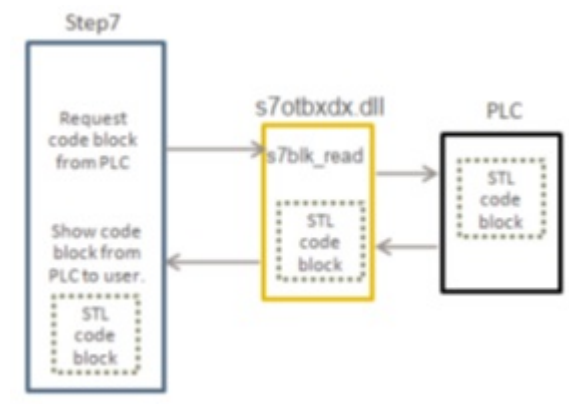 Step7
Request
code block
from PLC
Show code
block from
PLC to user.
STL
code
block
s7otbxdx.dll
s7blk_read
STL
code
block
PLC
STL
code
block